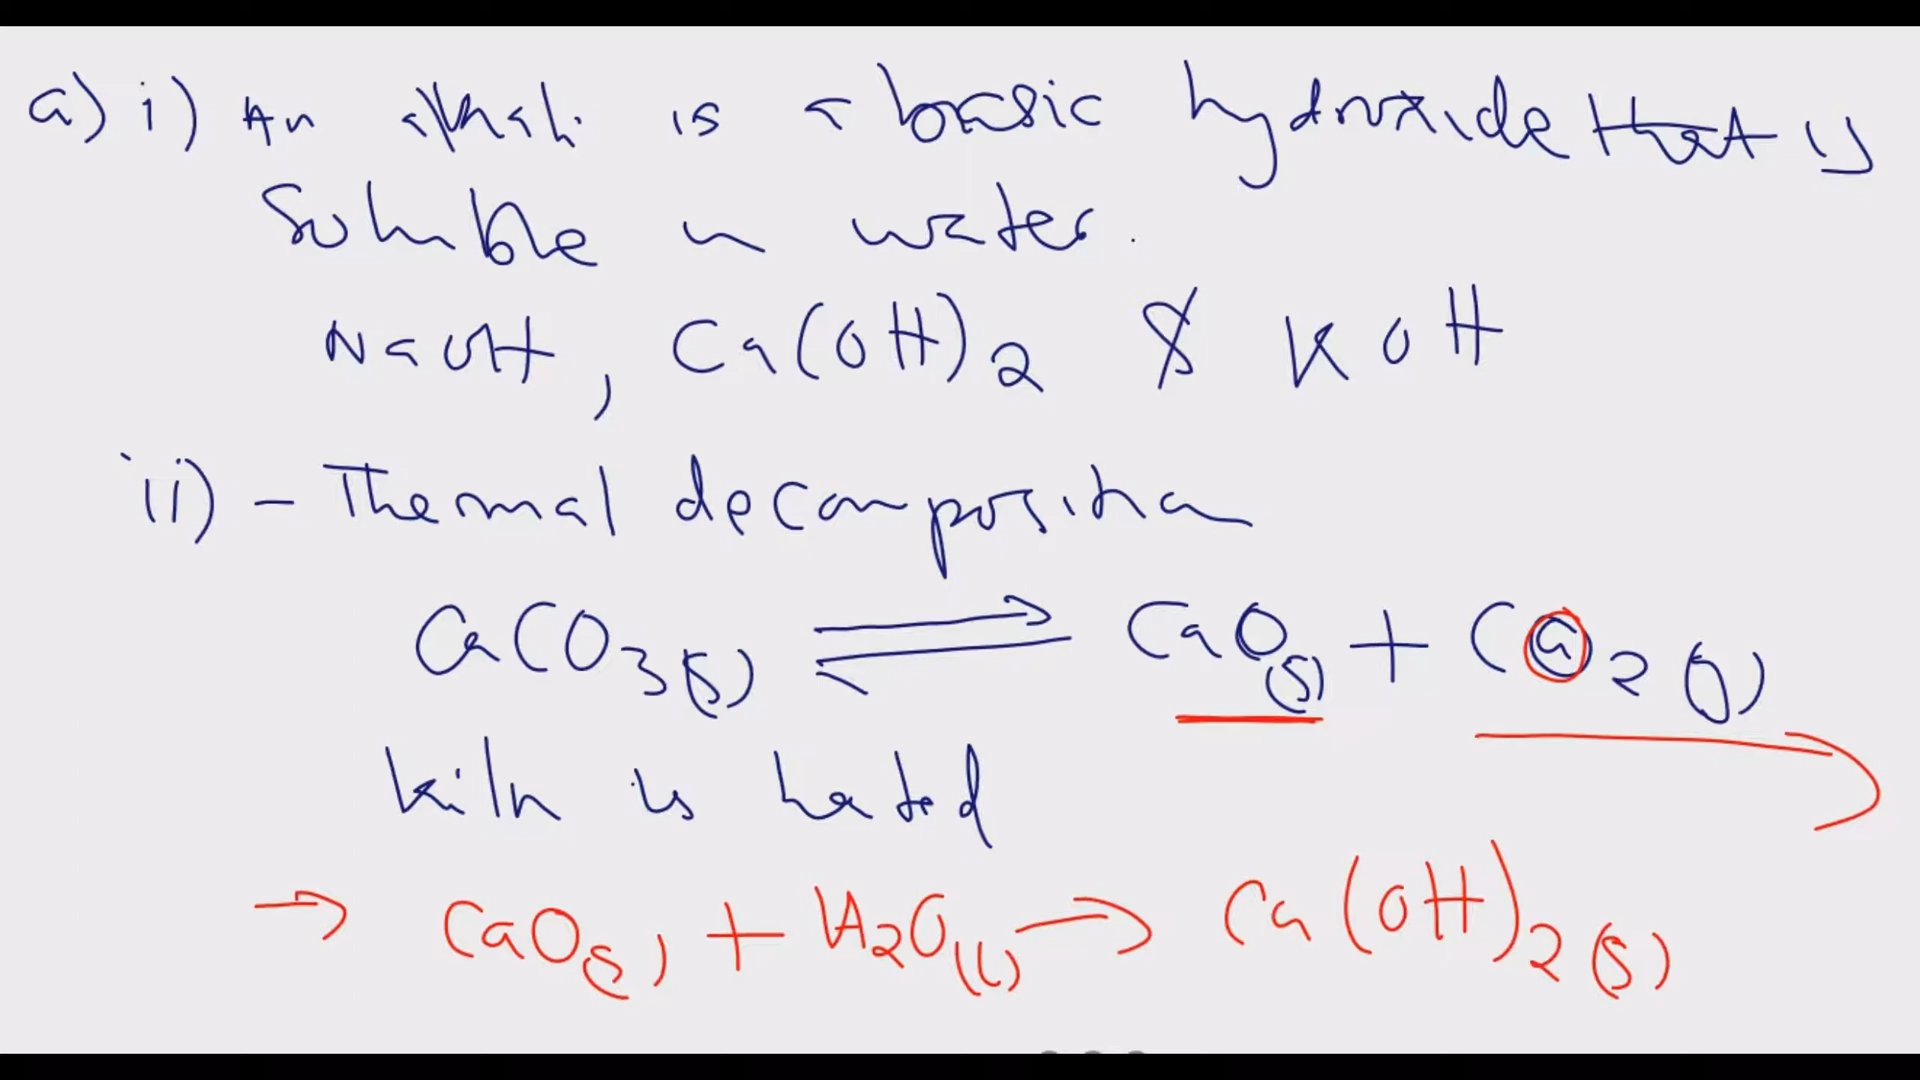 a) i) An alkali is a basic hydroxide that is
Soluble in water.
NaOH, Ca(OH)2 & KOH
ii) - Thermal decomposition
CaCO3(s) ⇌ CaO(s) + CO2(g)
kiln is heated
→ CaO(s) + H2O(l) → Ca(OH)2(s)